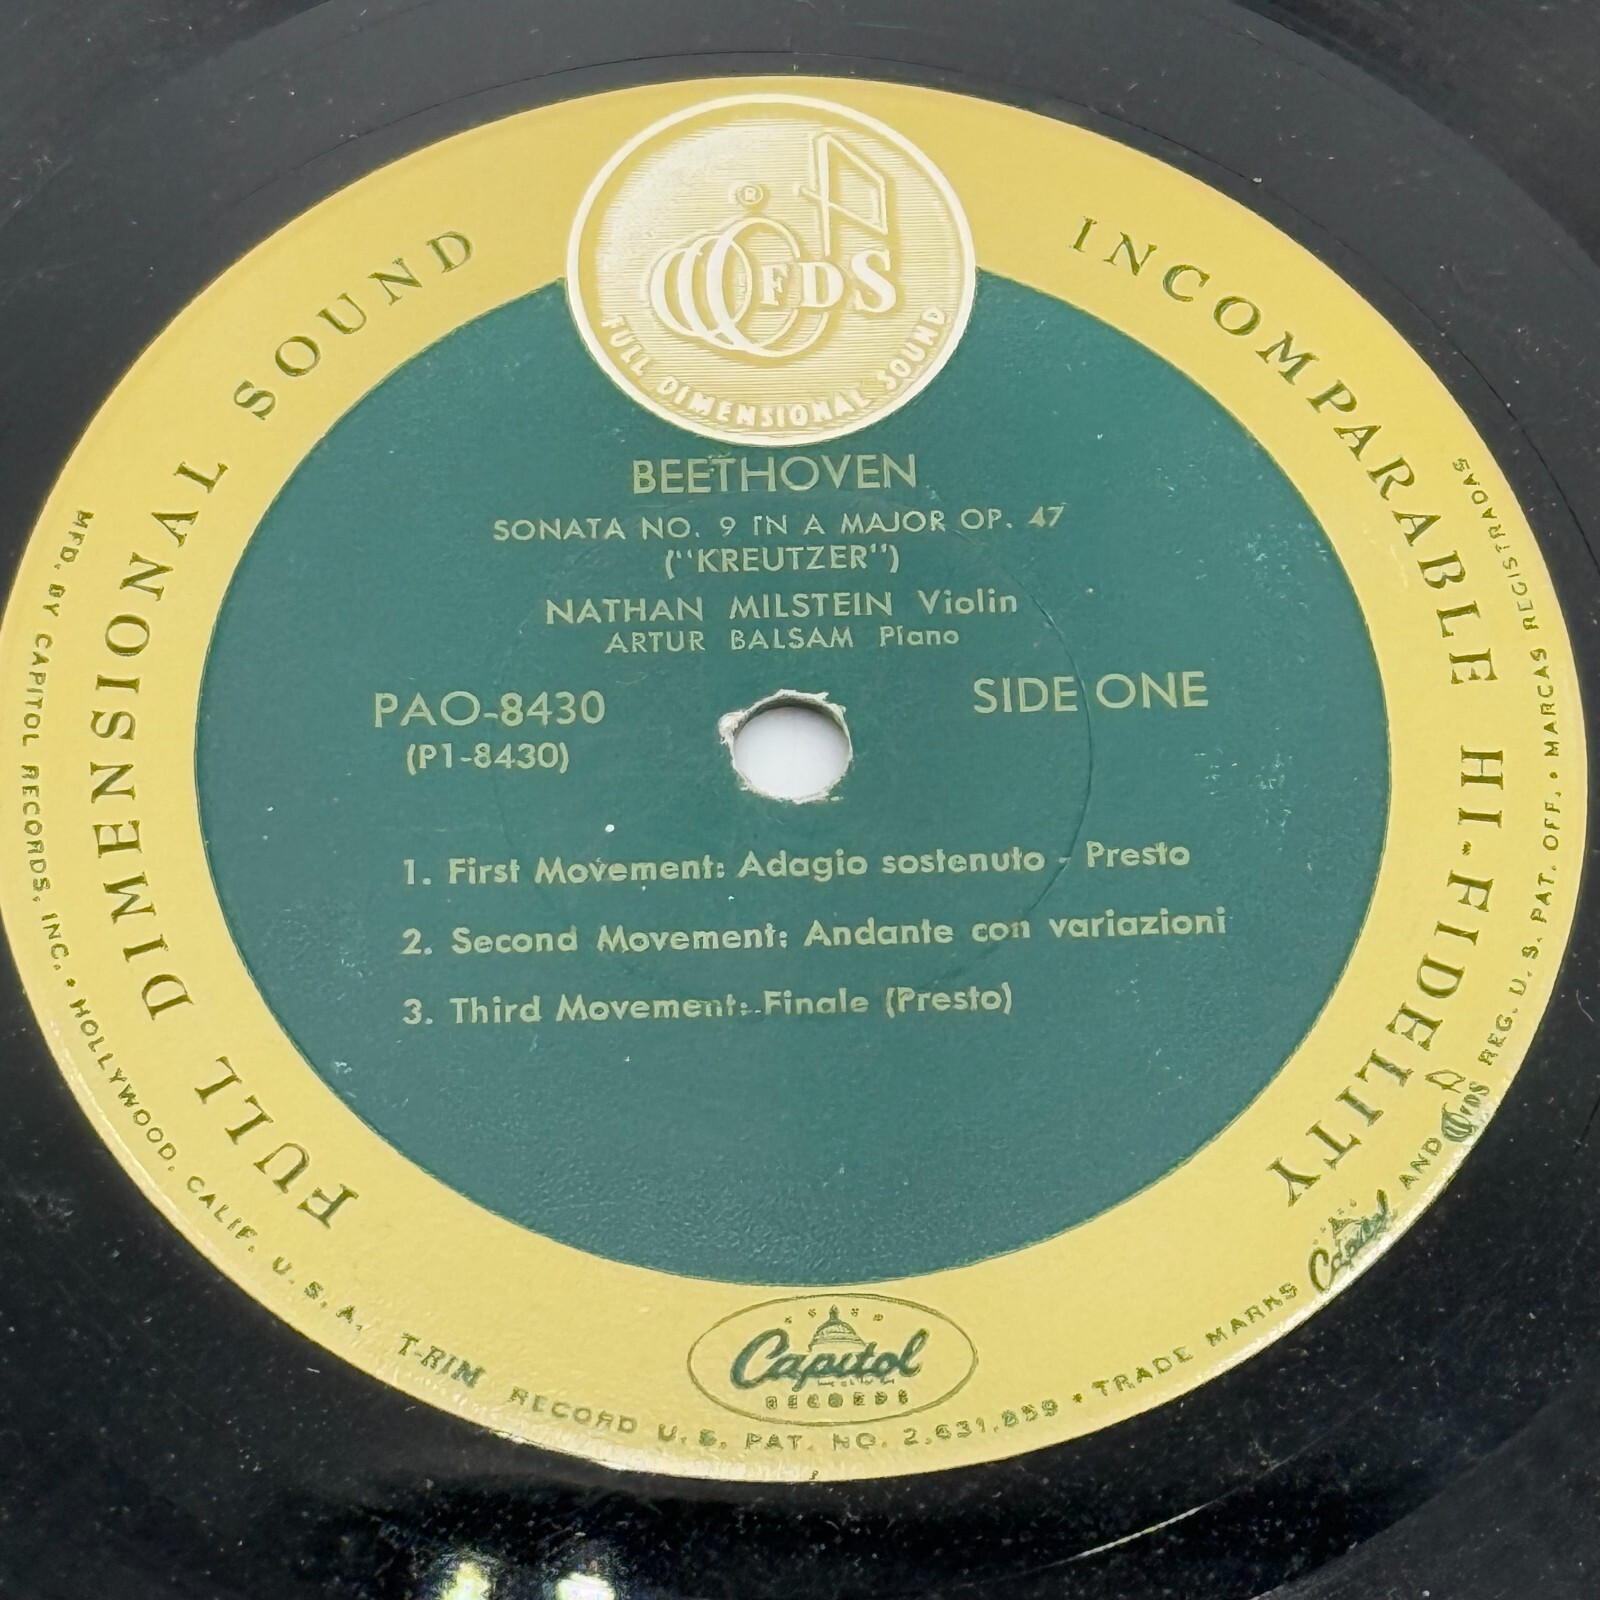 ® FDS
FULL DIMENSIONAL SOUND
FULL DIMENSIONAL SOUND
INCOMPARABLE HI-FIDELITY
BEETHOVEN
SONATA NO. 9 IN A MAJOR OP. 47
("KREUTZER")
NATHAN MILSTEIN Violin
ARTUR BALSAM Piano
PAO-8430
(P1-8430)
SIDE ONE
1. First Movement: Adagio sostenuto - Presto
2. Second Movement: Andante con variazioni
3. Third Movement: Finale (Presto)
Capitol
RECORDS
MFD. BY CAPITOL RECORDS, INC. • HOLLYWOOD, CALIF. U.S.A. T-RIM RECORD U.S. PAT. NO. 2,631,859 • TRADE MARKS Capitol AND FDS REG. U.S. PAT. OFF. • MARCAS REGISTRADAS